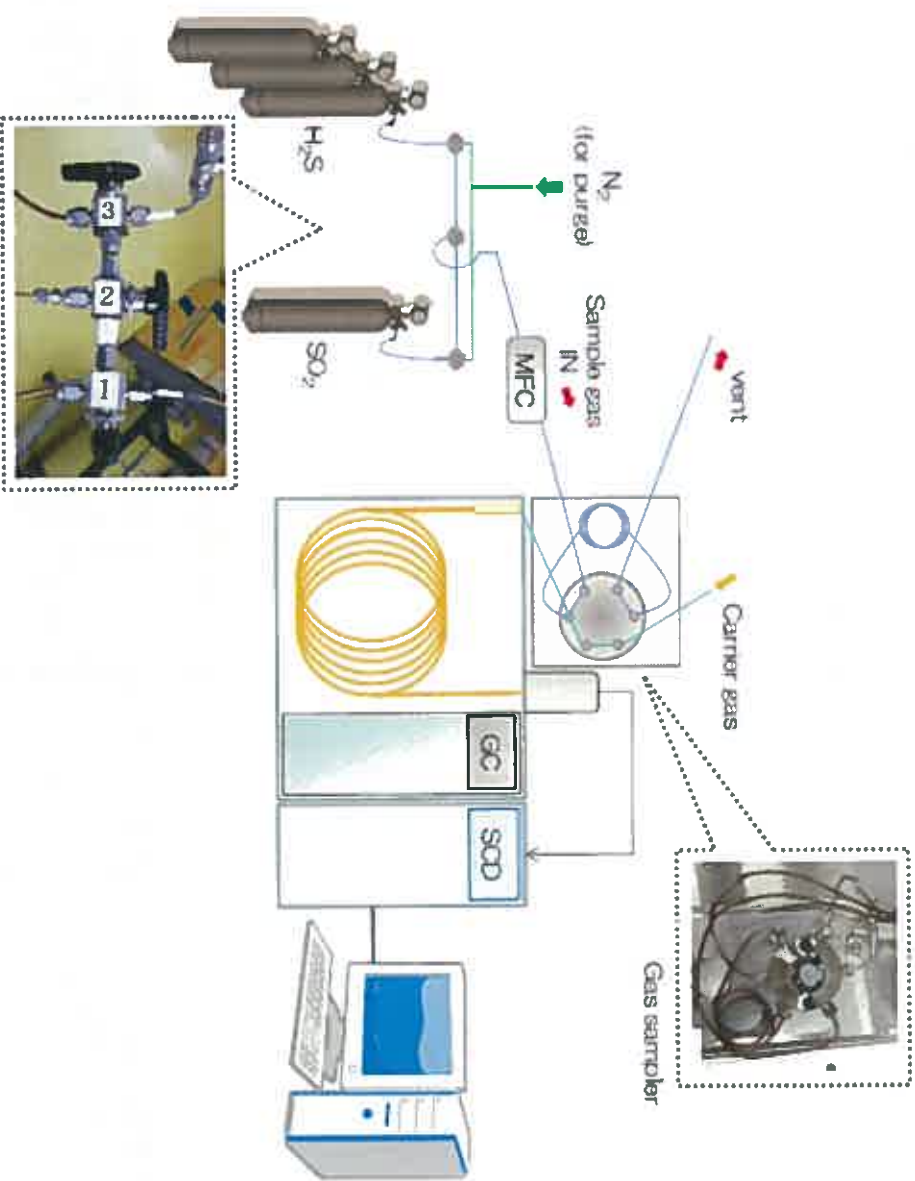 N₂
(for purge)
vent
Carrier gas
Sample gas
IN
MFC
H₂S
SO₂
GC
SCD
Gas sampler
3
2
1